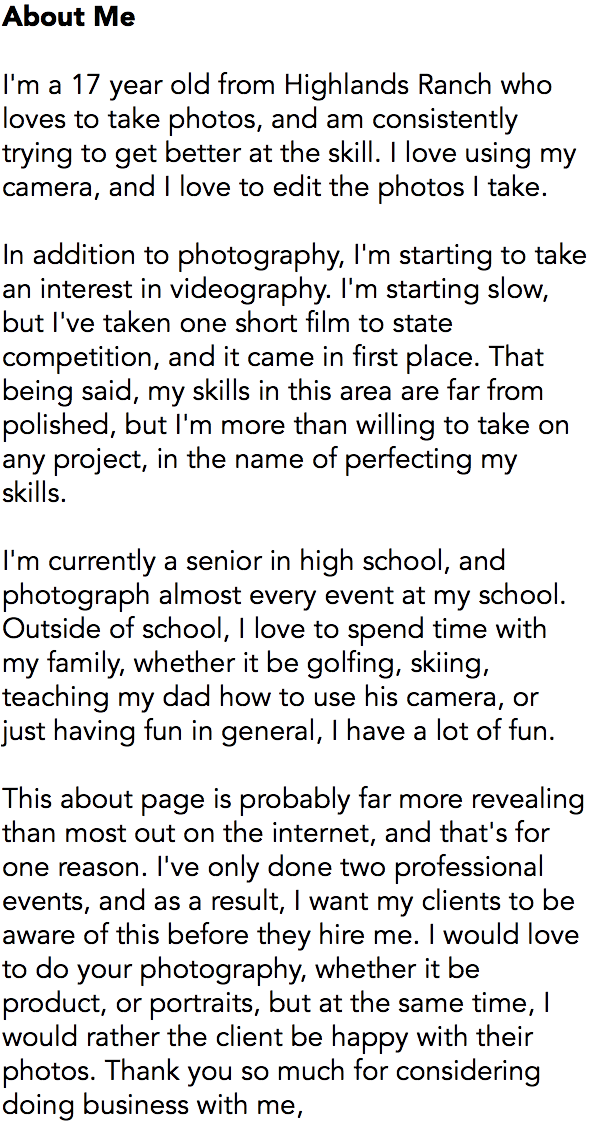 About Me
I'm a 17 year old from Highlands Ranch who
loves to take photos, and am consistently
trying to get better at the skill. I love using my
camera, and I love to edit the photos I take.
In addition to photography, I'm starting to take
an interest in videography. I'm starting slow,
but I've taken one short film to state
competition, and it came in first place. That
being said, my skills in this area are far from
polished, but I'm more than willing to take on
any project, in the name of perfecting my
skills.
I'm currently a senior in high school, and
photograph almost every event at my school.
Outside of school, I love to spend time with
my family, whether it be golfing, skiing,
teaching my dad how to use his camera, or
just having fun in general, I have a lot of fun.
This about page is probably far more revealing
than most out on the internet, and that's for
one reason. I've only done two professional
events, and as a result, I want my clients to be
aware of this before they hire me. I would love
to do your photography, whether it be
product, or portraits, but at the same time, I
would rather the client be happy with their
photos. Thank you so much for considering
doing business with me,